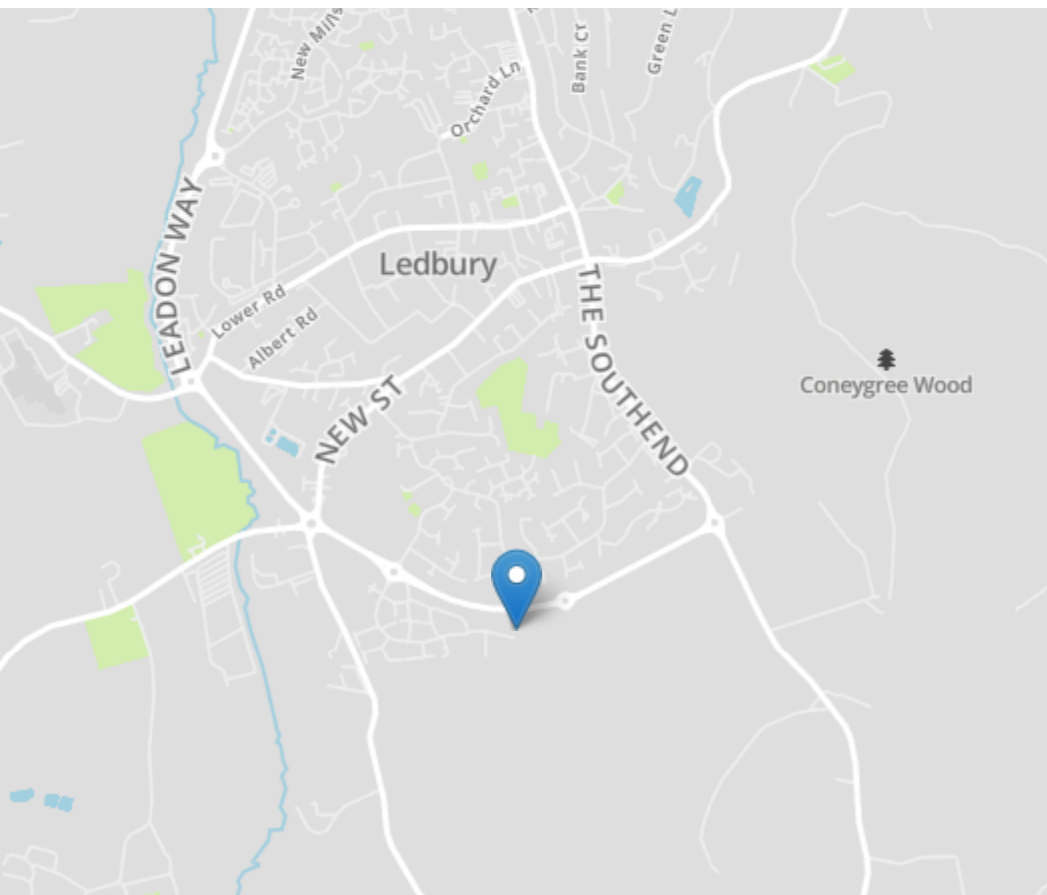 New Mills
Bank Cr
Green L
Orchard Ln
LEADON WAY
Ledbury
Lower Rd
Albert Rd
THE SOUTHEND
Coneygree Wood
NEW ST